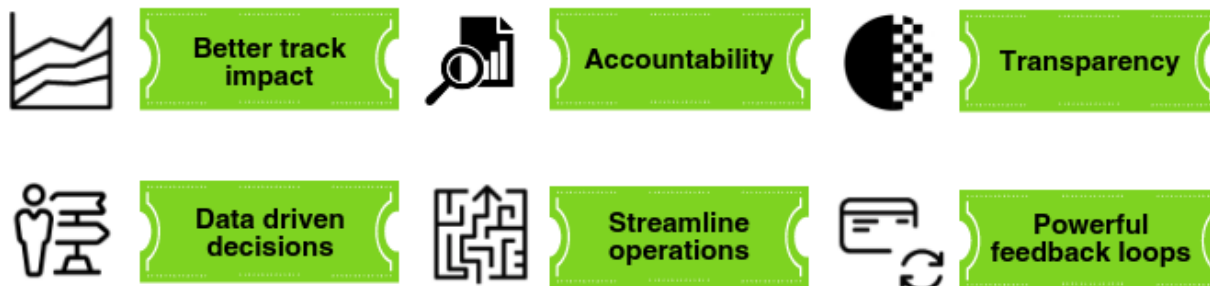 Better track
impact
Accountability
Transparency
Data driven
decisions
Streamline
operations
Powerful
feedback loops